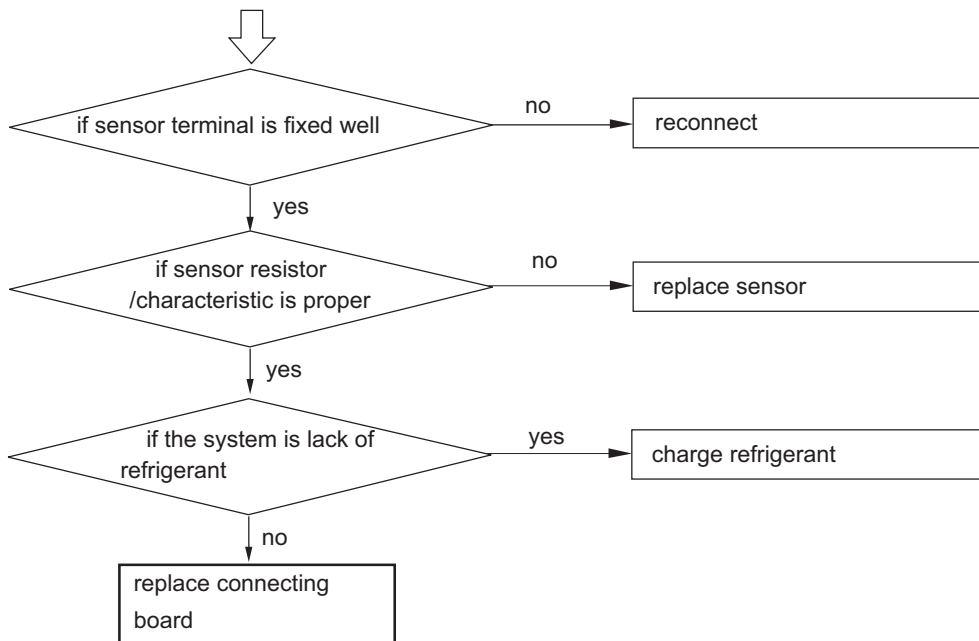 if sensor terminal is fixed well
no
reconnect
yes
if sensor resistor
/characteristic is proper
no
replace sensor
yes
if the system is lack of
refrigerant
yes
charge refrigerant
no
replace connecting
board